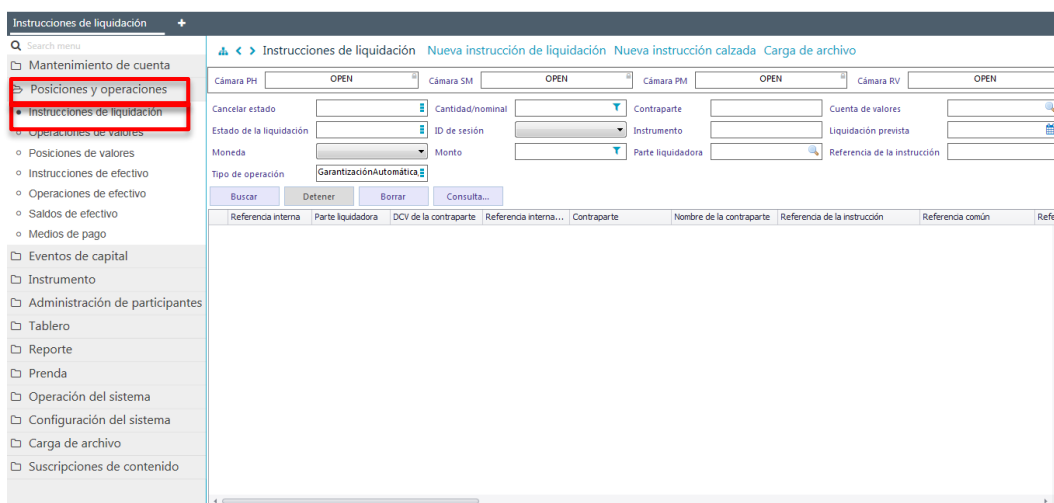 Instrucciones de liquidación +
Search menu
Mantenimiento de cuenta
Posiciones y operaciones
Instrucciones de liquidación
Operaciones de valores
Posiciones de valores
Instrucciones de efectivo
Operaciones de efectivo
Saldos de efectivo
Medios de pago
Eventos de capital
Instrumento
Administración de participantes
Tablero
Reporte
Prenda
Operación del sistema
Configuración del sistema
Carga de archivo
Suscripciones de contenido
Instrucciones de liquidación Nueva instrucción de liquidación Nueva instrucción calzada Carga de archivo
Cámara PH OPEN Cámara SM OPEN Cámara PM OPEN Cámara RV OPEN
Cancelar estado Cantidad/nominal Contraparte Cuenta de valores
Estado de la liquidación ID de sesión Instrumento Liquidación prevista
Moneda Monto Parte liquidadora Referencia de la instrucción
Tipo de operación GarantizaciónAutomática,
Buscar Detener Borrar Consulta...
Referencia interna Parte liquidadora DCV de la contraparte Referencia interna... Contraparte Nombre de la contraparte Referencia de la instrucción Referencia común Refe